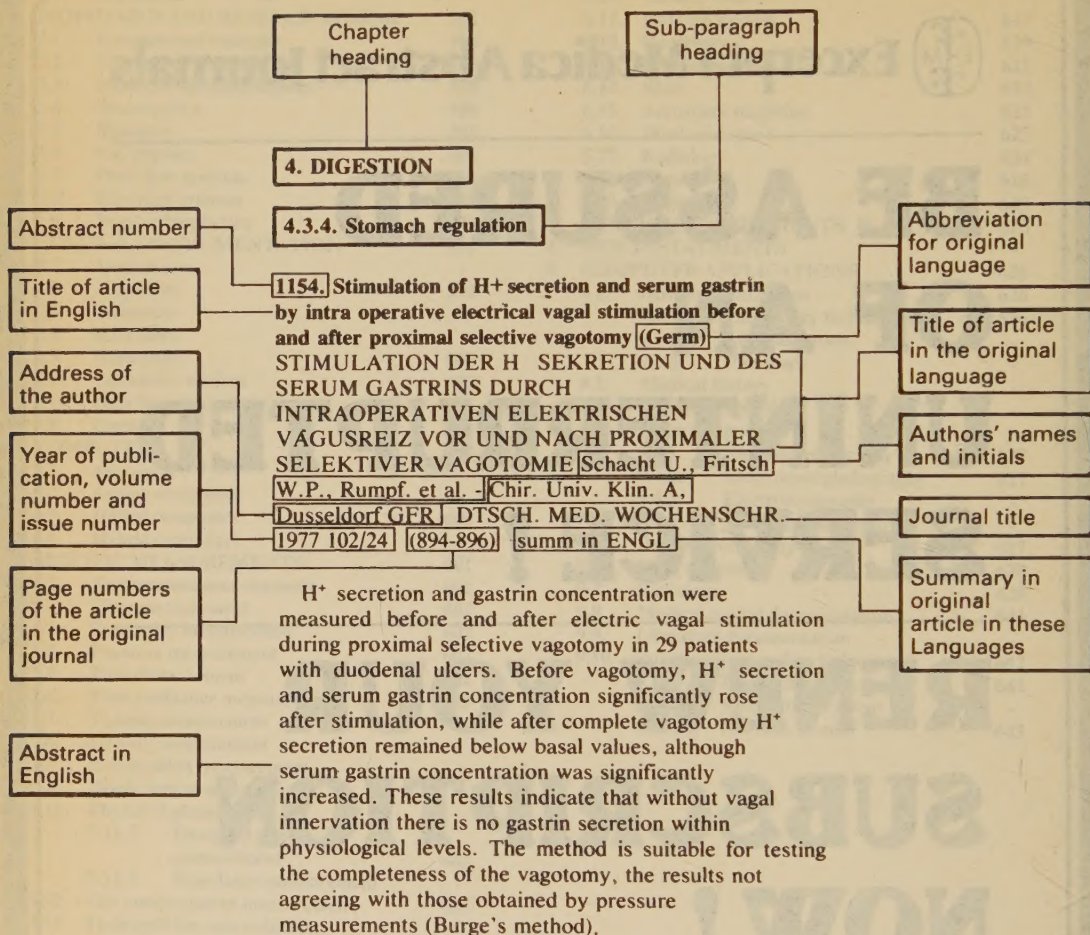 Chapter
heading
Sub-paragraph
heading
Excerpta Medica Abstract Journals
4. DIGESTION
4.3.4. Stomach regulation
Abstract number
Title of article
in English
Address of
the author
Year of publi-
cation, volume
number and
issue number
Page numbers
of the article
in the original
journal
Abstract in
English
1154. Stimulation of H+ secretion and serum gastrin
by intra operative electrical vagal stimulation before
and after proximal selective vagotomy (Germ)
STIMULATION DER H SEKRETION UND DES
SERUM GASTRINS DURCH
INTRAOPERATIVEN ELEKTRISCHEN
VAGUSREIZ VOR UND NACH PROXIMALER
SELEKTIVER VAGOTOMIE Schacht U., Fritsch
W.P., Rumpf. et al. - Chir. Univ. Klin. A,
Dusseldorf GFR DTSCH. MED. WOCHENSCHR.
1977 102/24 (894-896) summ in ENGL
H⁺ secretion and gastrin concentration were
measured before and after electric vagal stimulation
during proximal selective vagotomy in 29 patients
with duodenal ulcers. Before vagotomy, H⁺ secretion
and serum gastrin concentration significantly rose
after stimulation, while after complete vagotomy H⁺
secretion remained below basal values, although
serum gastrin concentration was significantly
increased. These results indicate that without vagal
innervation there is no gastrin secretion within
physiological levels. The method is suitable for testing
the completeness of the vagotomy, the results not
agreeing with those obtained by pressure
measurements (Burge's method).
Abbreviation
for original
language
Title of article
in the original
language
Authors' names
and initials
Journal title
Summary in
original
article in these
Languages